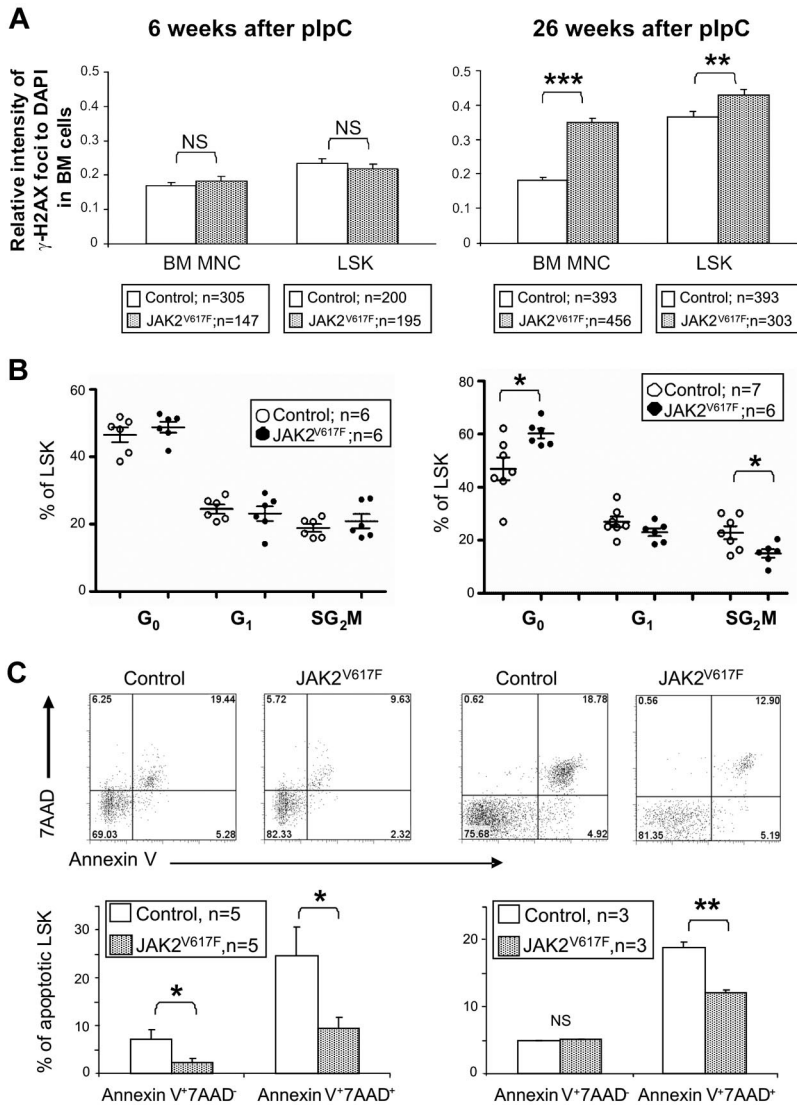 A
6 weeks after pIpC
26 weeks after pIpC
Relative intensity of
γ-H2AX foci to DAPI
in BM cells
0.5
0.4
0.3
0.2
0.1
0
NS
NS
BM MNC
LSK
Control; n=305
JAK2V617F;n=147
Control; n=200
JAK2V617F;n=195
0.5
0.4
0.3
0.2
0.1
0
***
**
BM MNC
LSK
Control; n=393
JAK2V617F;n=456
Control; n=393
JAK2V617F;n=303
B
% of LSK
60
40
20
0
Control; n=6
JAK2V617F;n=6
G0
G1
SG2M
% of LSK
80
60
40
20
0
*
*
Control; n=7
JAK2V617F;n=6
G0
G1
SG2M
C
Control
JAK2V617F
Control
JAK2V617F
7AAD
6.25
19.44
69.03
5.28
5.72
9.63
82.33
2.32
0.62
18.78
75.68
4.92
0.56
12.90
81.35
5.19
Annexin V
% of apoptotic LSK
30
25
20
15
10
5
0
Control, n=5
JAK2V617F,n=5
*
*
Annexin V+7AAD-
Annexin V+7AAD+
20
15
10
5
0
Control, n=3
JAK2V617F,n=3
NS
**
Annexin V+7AAD-
Annexin V+7AAD+